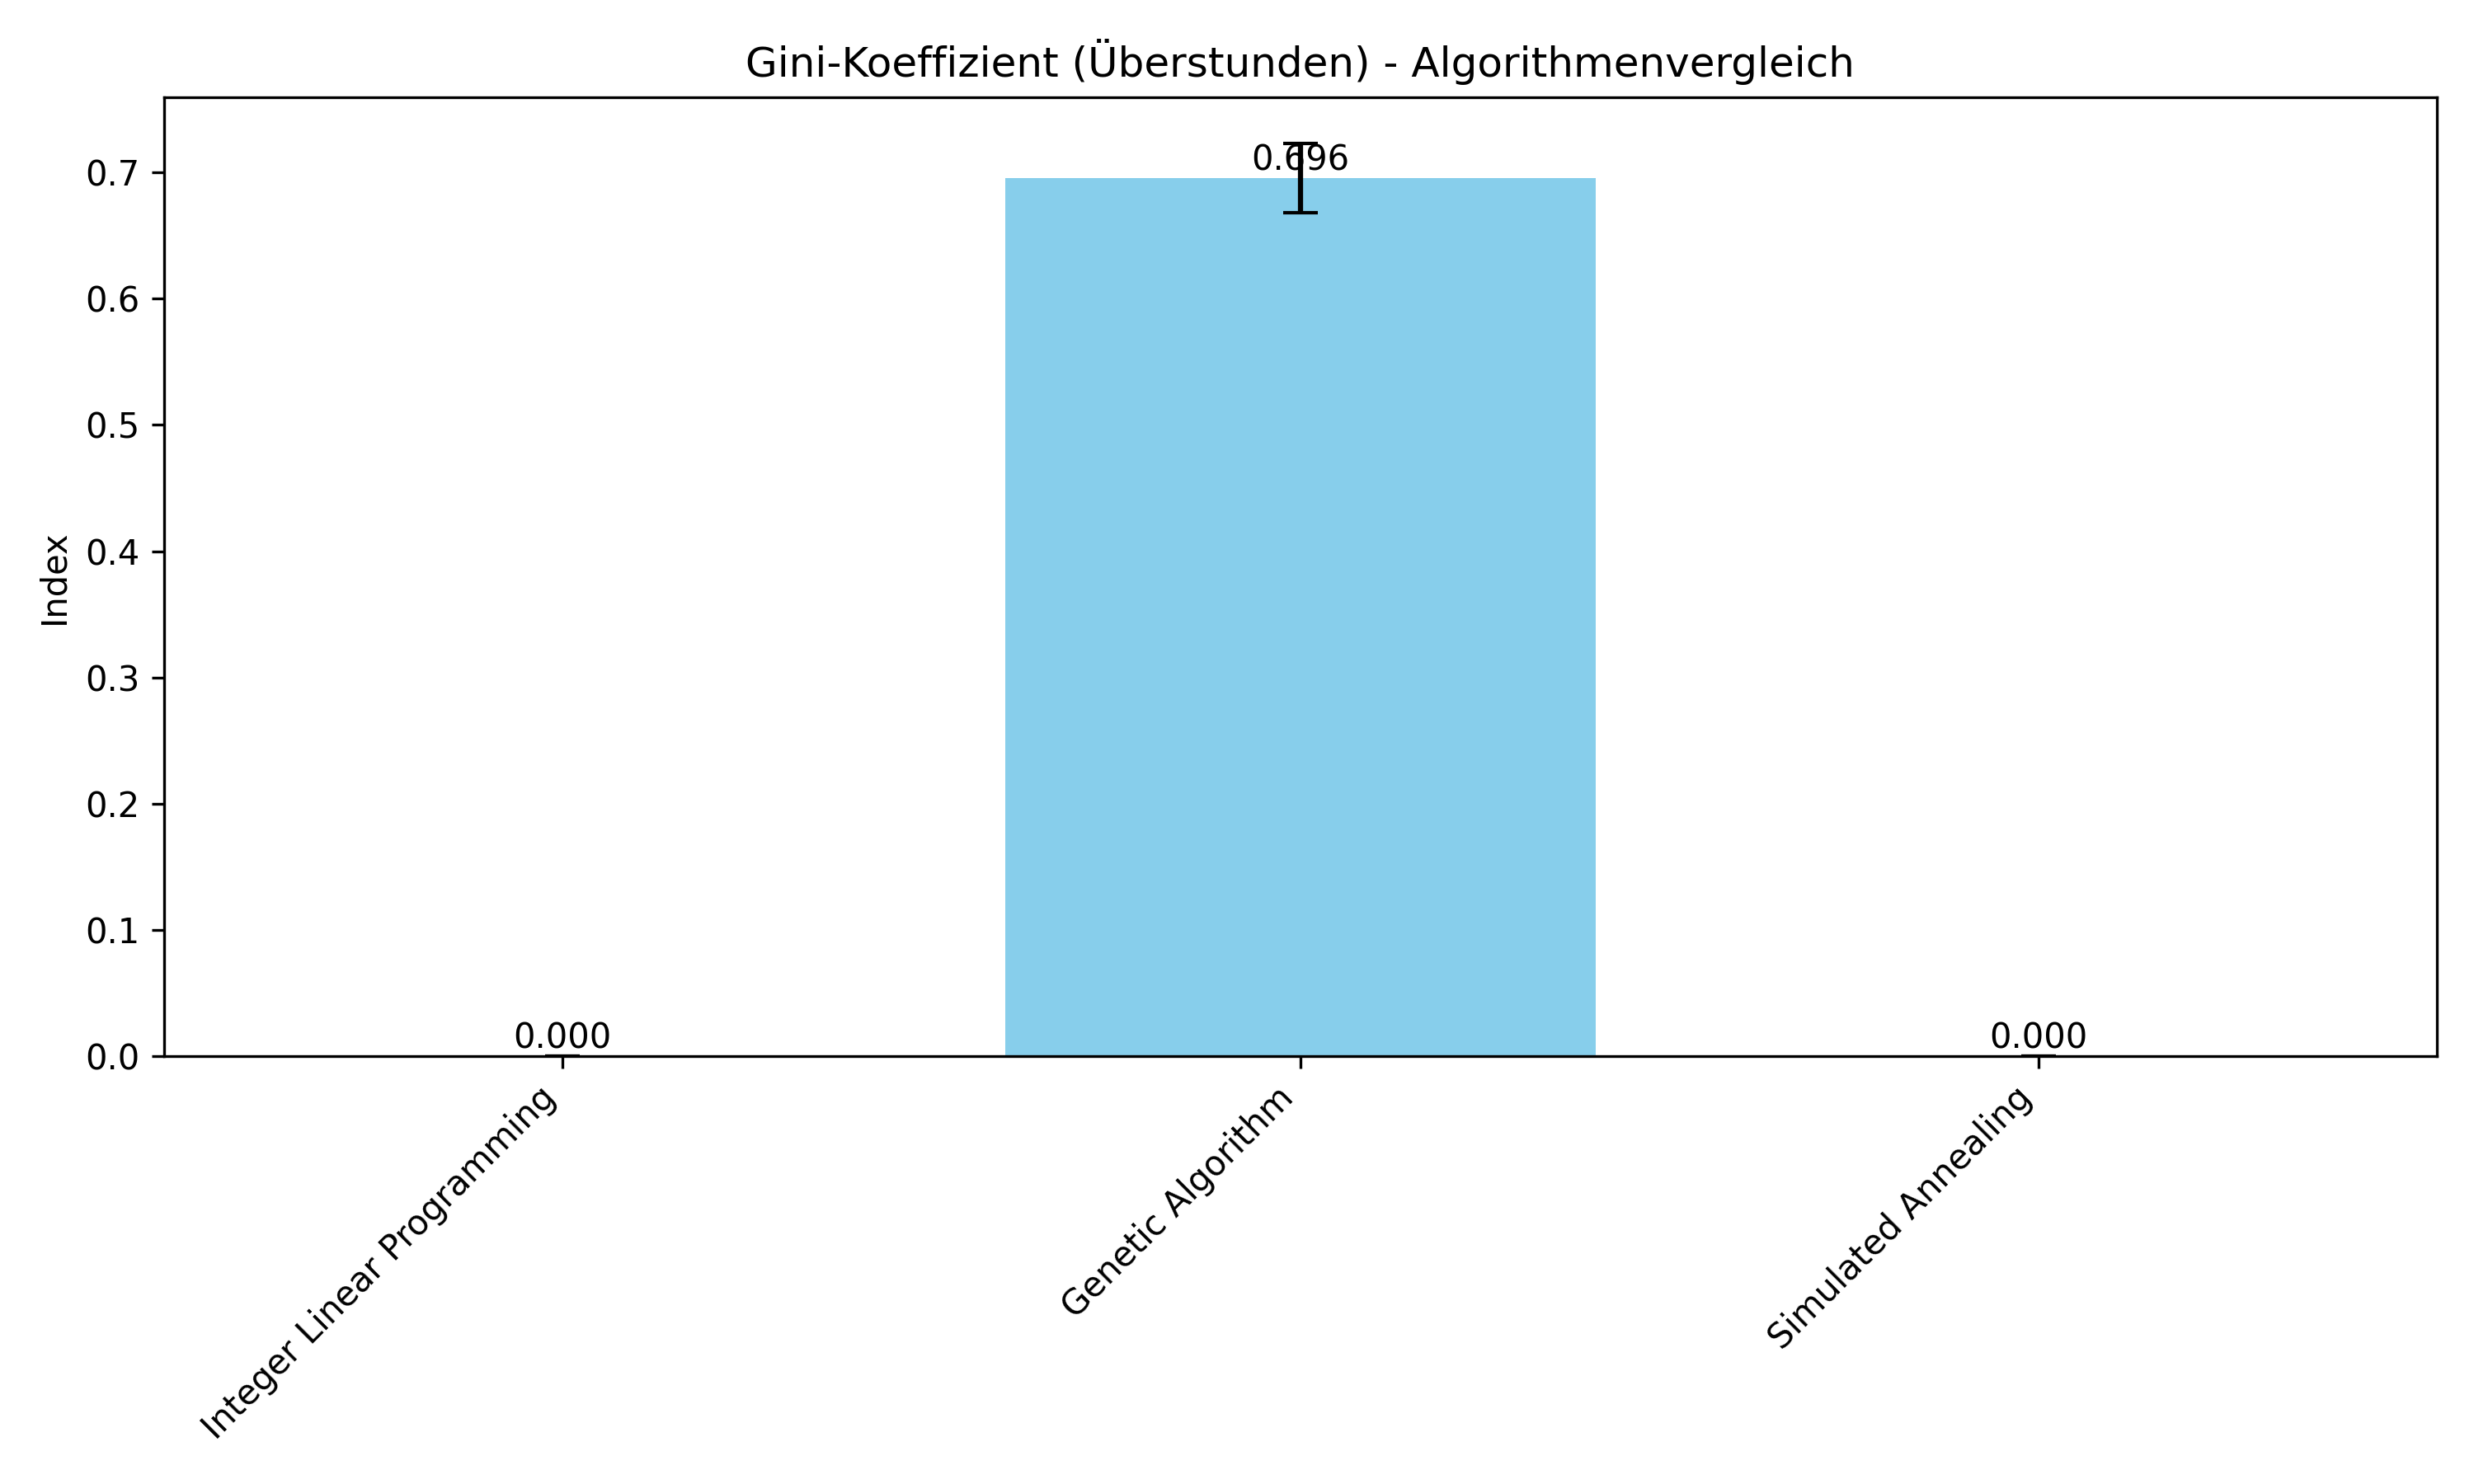 Gini-Koeffizient (Überstunden) - Algorithmenvergleich
Index
0.7
0.6
0.5
0.4
0.3
0.2
0.1
0.0
0.000
0.696
0.000
Integer Linear Programming
Genetic Algorithm
Simulated Annealing